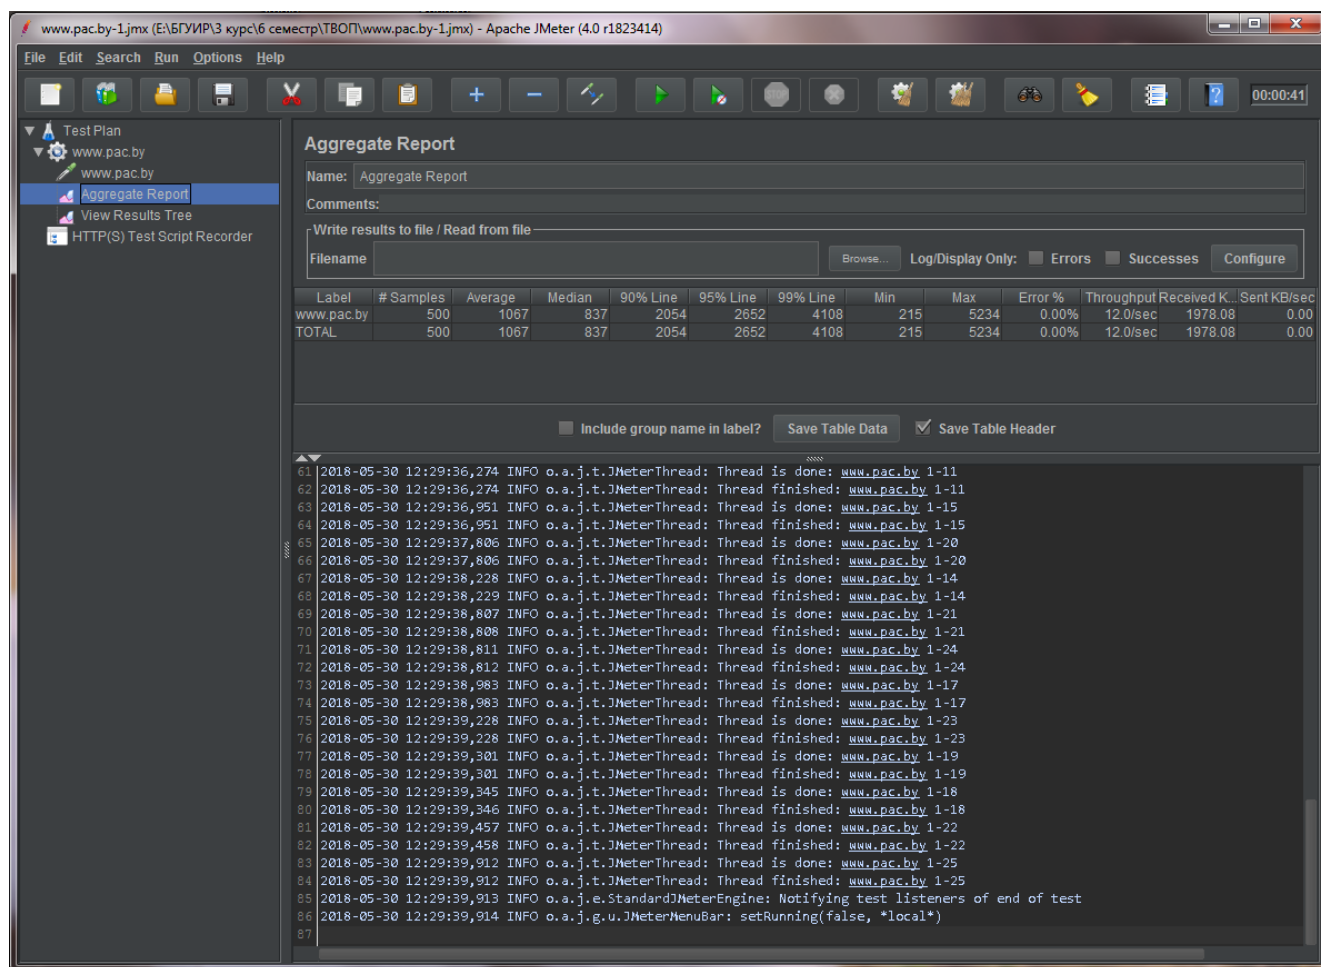 www.pac.by-1.jmx (E:\БГУИР\3 курс\6 семестр\ТВОП\www.pac.by-1.jmx) - Apache JMeter (4.0 r1823414)
File Edit Search Run Options Help
STOP 00:00:41
Test Plan
www.pac.by
www.pac.by
Aggregate Report
View Results Tree
HTTP(S) Test Script Recorder
Aggregate Report
Name: Aggregate Report
Comments:
Write results to file / Read from file
Filename Browse... Log/Display Only: Errors Successes Configure
Label # Samples Average Median 90% Line 95% Line 99% Line Min Max Error % Throughput Received K... Sent KB/sec
www.pac.by 500 1067 837 2054 2652 4108 215 5234 0.00% 12.0/sec 1978.08 0.00
TOTAL 500 1067 837 2054 2652 4108 215 5234 0.00% 12.0/sec 1978.08 0.00
Include group name in label? Save Table Data Save Table Header
61 2018-05-30 12:29:36,274 INFO o.a.j.t.JMeterThread: Thread is done: www.pac.by 1-11
62 2018-05-30 12:29:36,274 INFO o.a.j.t.JMeterThread: Thread finished: www.pac.by 1-11
63 2018-05-30 12:29:36,951 INFO o.a.j.t.JMeterThread: Thread is done: www.pac.by 1-15
64 2018-05-30 12:29:36,951 INFO o.a.j.t.JMeterThread: Thread finished: www.pac.by 1-15
65 2018-05-30 12:29:37,806 INFO o.a.j.t.JMeterThread: Thread is done: www.pac.by 1-20
66 2018-05-30 12:29:37,806 INFO o.a.j.t.JMeterThread: Thread finished: www.pac.by 1-20
67 2018-05-30 12:29:38,228 INFO o.a.j.t.JMeterThread: Thread is done: www.pac.by 1-14
68 2018-05-30 12:29:38,229 INFO o.a.j.t.JMeterThread: Thread finished: www.pac.by 1-14
69 2018-05-30 12:29:38,807 INFO o.a.j.t.JMeterThread: Thread is done: www.pac.by 1-21
70 2018-05-30 12:29:38,808 INFO o.a.j.t.JMeterThread: Thread finished: www.pac.by 1-21
71 2018-05-30 12:29:38,811 INFO o.a.j.t.JMeterThread: Thread is done: www.pac.by 1-24
72 2018-05-30 12:29:38,812 INFO o.a.j.t.JMeterThread: Thread finished: www.pac.by 1-24
73 2018-05-30 12:29:38,983 INFO o.a.j.t.JMeterThread: Thread is done: www.pac.by 1-17
74 2018-05-30 12:29:38,983 INFO o.a.j.t.JMeterThread: Thread finished: www.pac.by 1-17
75 2018-05-30 12:29:39,228 INFO o.a.j.t.JMeterThread: Thread is done: www.pac.by 1-23
76 2018-05-30 12:29:39,228 INFO o.a.j.t.JMeterThread: Thread finished: www.pac.by 1-23
77 2018-05-30 12:29:39,301 INFO o.a.j.t.JMeterThread: Thread is done: www.pac.by 1-19
78 2018-05-30 12:29:39,301 INFO o.a.j.t.JMeterThread: Thread finished: www.pac.by 1-19
79 2018-05-30 12:29:39,345 INFO o.a.j.t.JMeterThread: Thread is done: www.pac.by 1-18
80 2018-05-30 12:29:39,346 INFO o.a.j.t.JMeterThread: Thread finished: www.pac.by 1-18
81 2018-05-30 12:29:39,457 INFO o.a.j.t.JMeterThread: Thread is done: www.pac.by 1-22
82 2018-05-30 12:29:39,458 INFO o.a.j.t.JMeterThread: Thread finished: www.pac.by 1-22
83 2018-05-30 12:29:39,912 INFO o.a.j.t.JMeterThread: Thread is done: www.pac.by 1-25
84 2018-05-30 12:29:39,912 INFO o.a.j.t.JMeterThread: Thread finished: www.pac.by 1-25
85 2018-05-30 12:29:39,913 INFO o.a.j.e.StandardJMeterEngine: Notifying test listeners of end of test
86 2018-05-30 12:29:39,914 INFO o.a.j.g.u.JMeterMenuBar: setRunning(false, *local*)
87